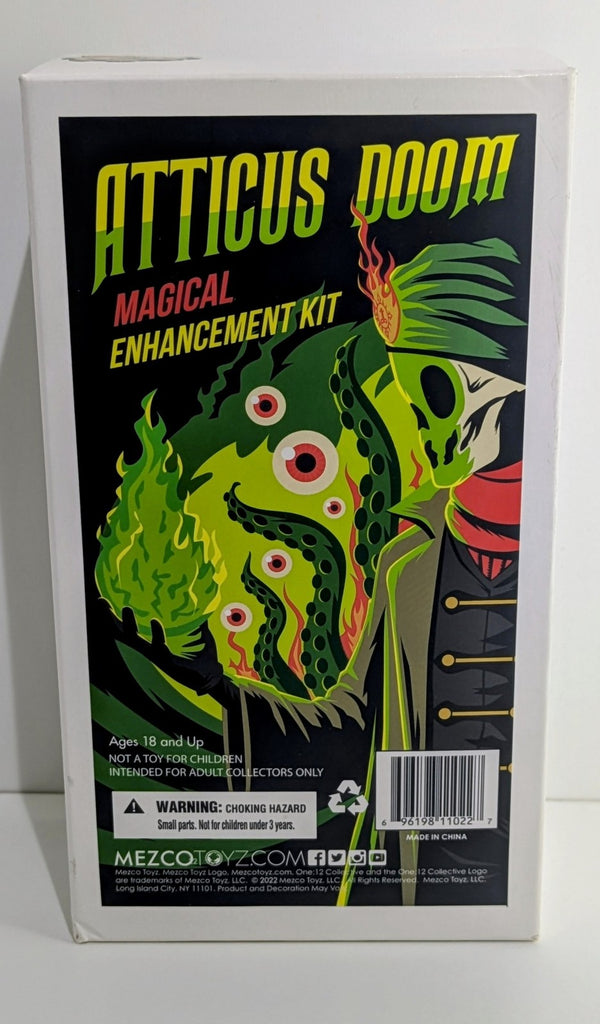 ATTICUS DOOM
MAGICAL
ENHANCEMENT KIT
Ages 18 and Up
NOT A TOY FOR CHILDREN
INTENDED FOR ADULT COLLECTORS ONLY
WARNING: CHOKING HAZARD
Small parts. Not for children under 3 years.
6 96198 11022 7
MADE IN CHINA
MEZCOTOYZ.COM
Mezco Toyz. Mezco Toyz Logo. Mezcotoyz.com. One:12 Collective and the One:12 Collective Logo
are trademarks of Mezco Toyz, LLC. © 2022 Mezco Toyz, LLC. All Rights Reserved. Mezco Toyz, LLC.
Long Island City, NY 11101. Product and Decoration May